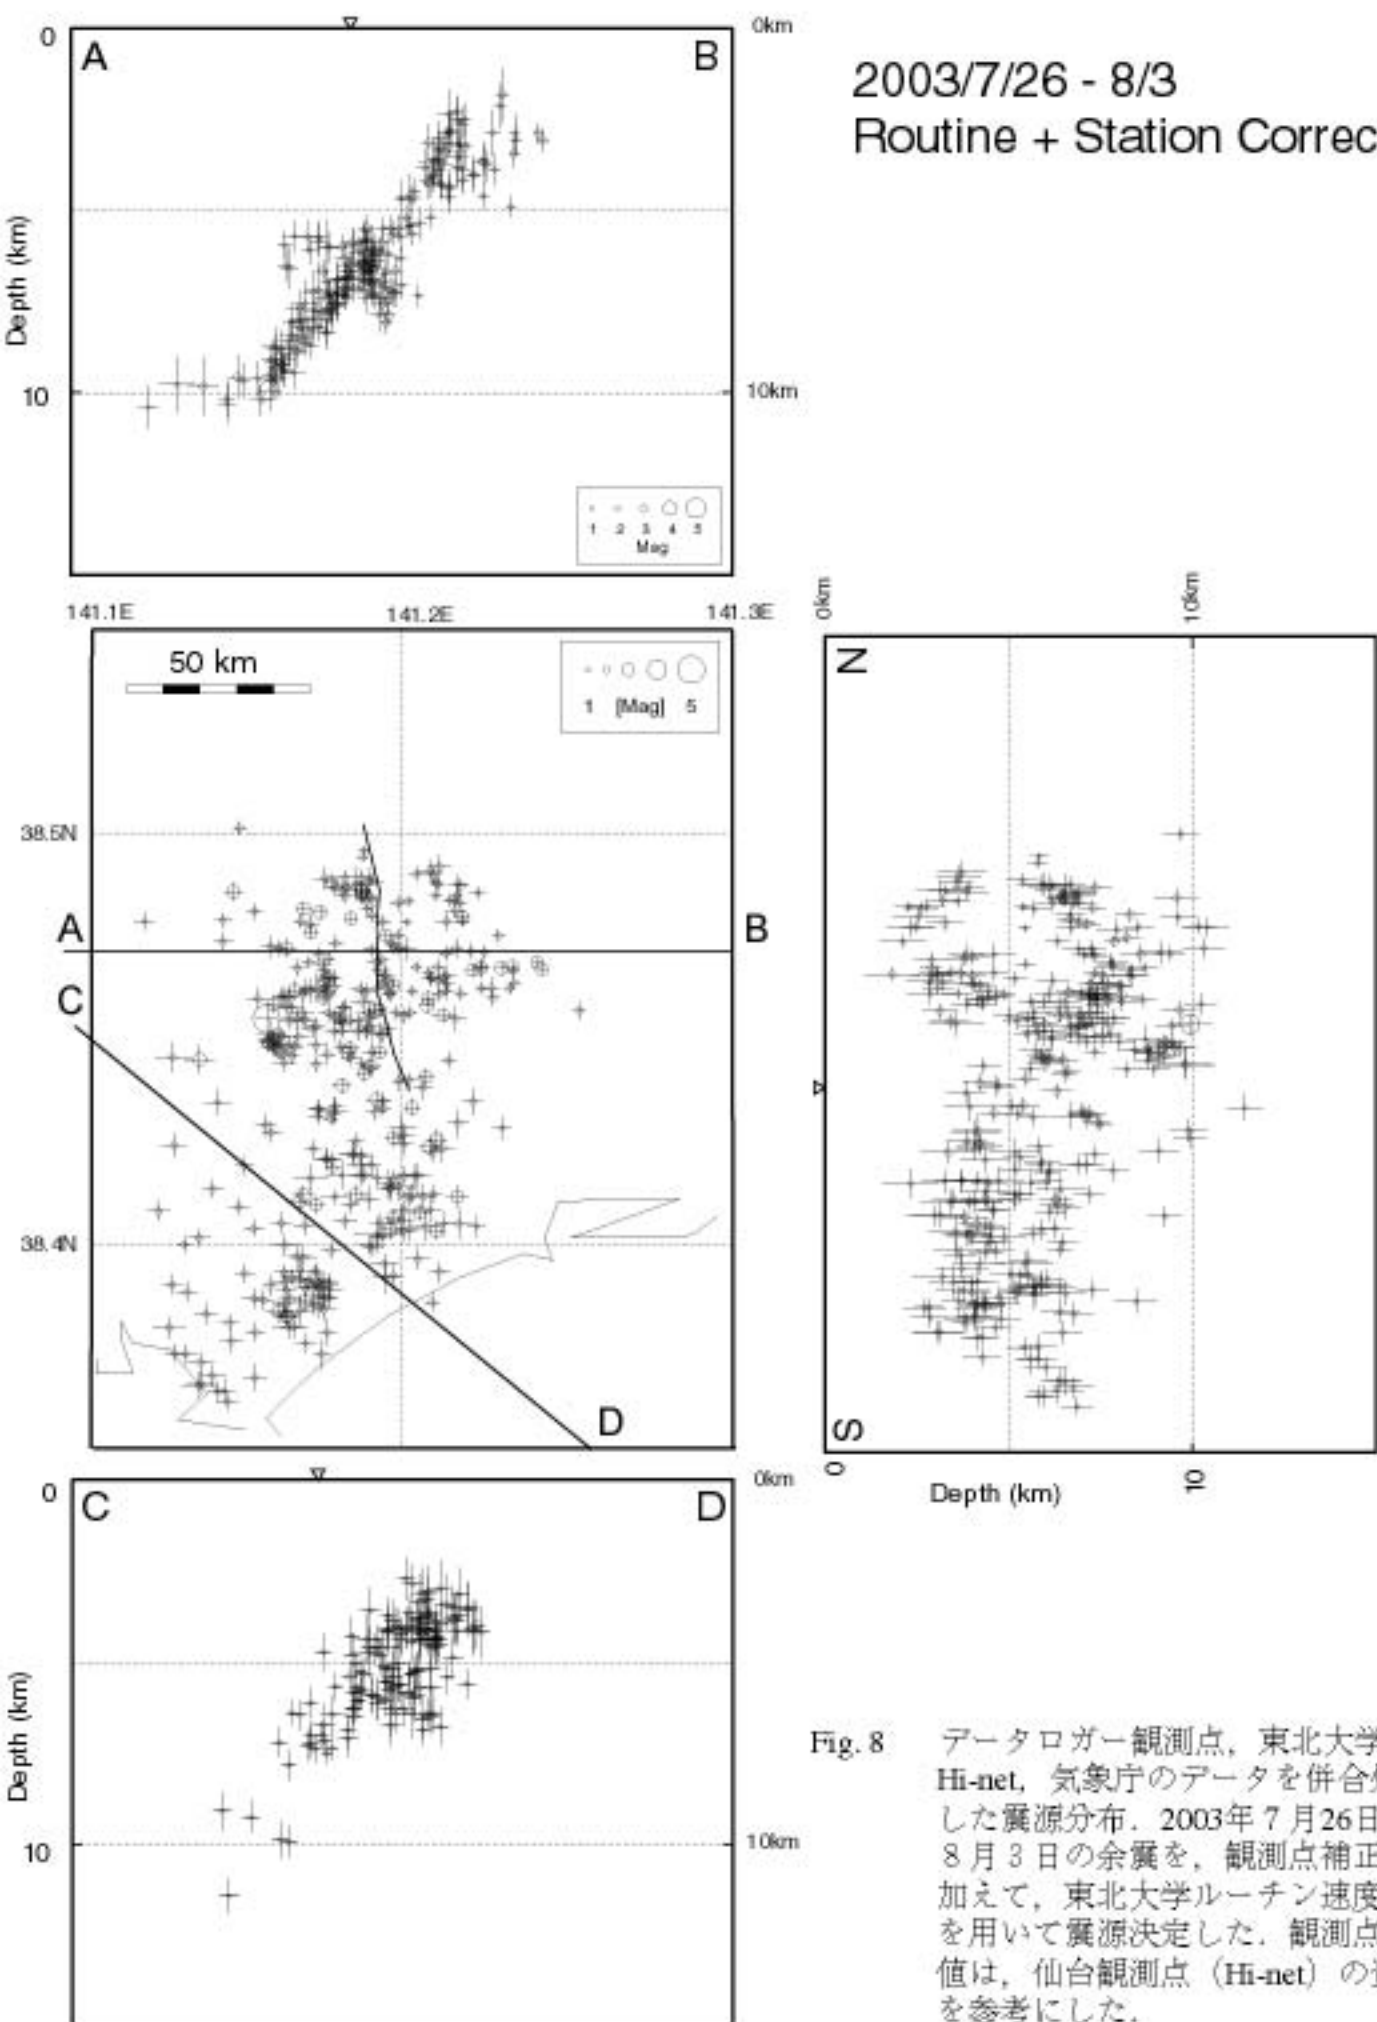 0
A
B
0km
2003/7/26 - 8/3
Routine + Station Correc
Depth (km)
10
10km
1 2 3 4 5
Mag
141.1E
141.2E
141.3E
0km
10km
50 km
1 [Mag] 5
N
38.5N
A
B
C
38.4N
D
S
0
10
Depth (km)
0
C
D
0km
Depth (km)
10
10km
Fig. 8 データロガー観測点，東北大学
Hi-net，気象庁のデータを併合
した震源分布．2003年７月26日
８月３日の余震を，観測点補正
加えて，東北大学ルーチン速度
を用いて震源決定した．観測点
値は，仙台観測点（Hi-net）の
を参考にした．